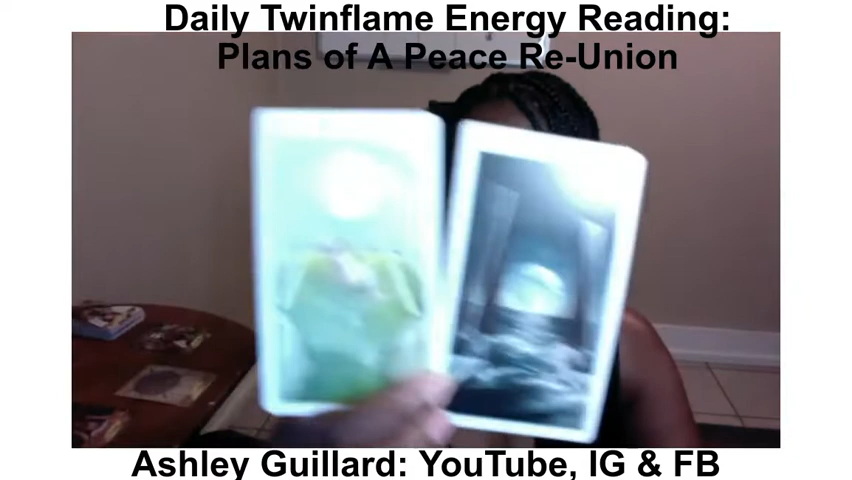 Daily Twinflame Energy Reading:
Plans of A Peace Re-Union
Ashley Guillard: YouTube, IG & FB